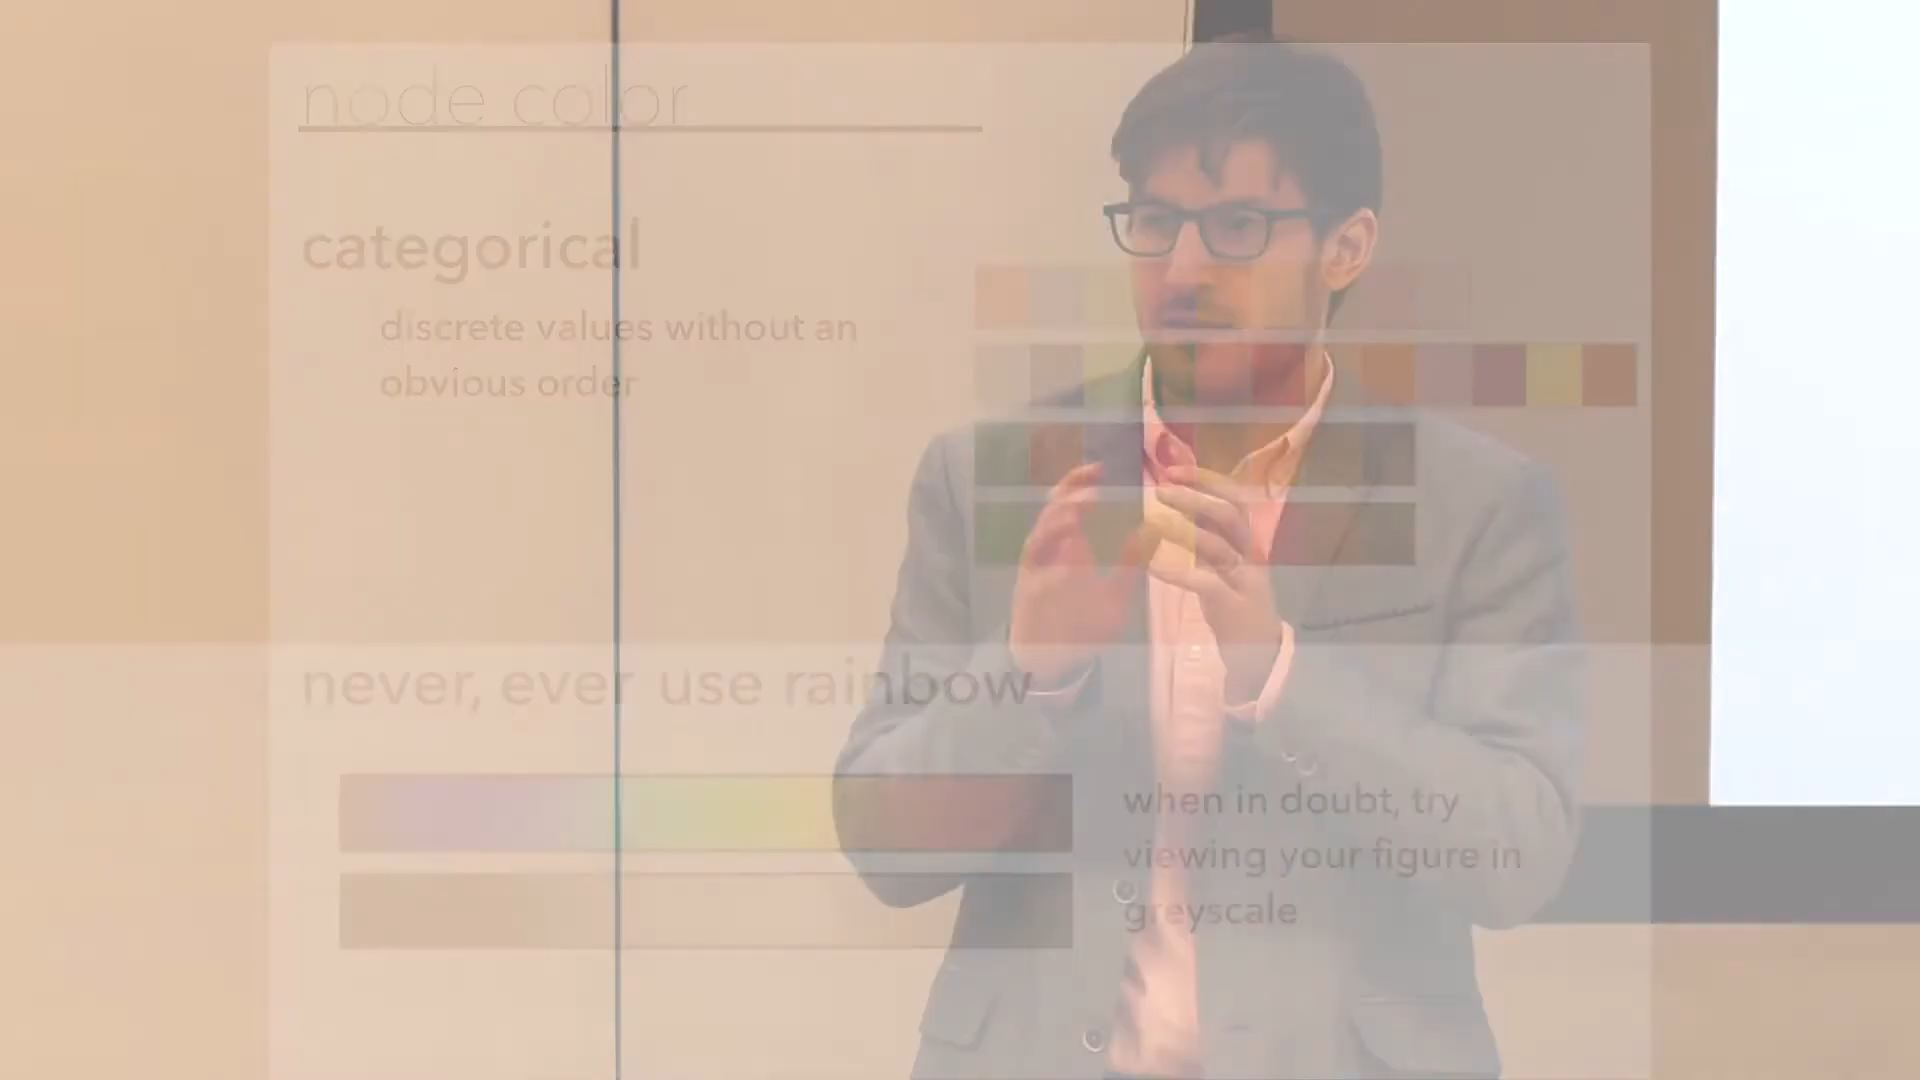 node color
categorical
discrete values without an
obvious order
never, ever use rainbow
when in doubt, try
viewing your figure in
greyscale